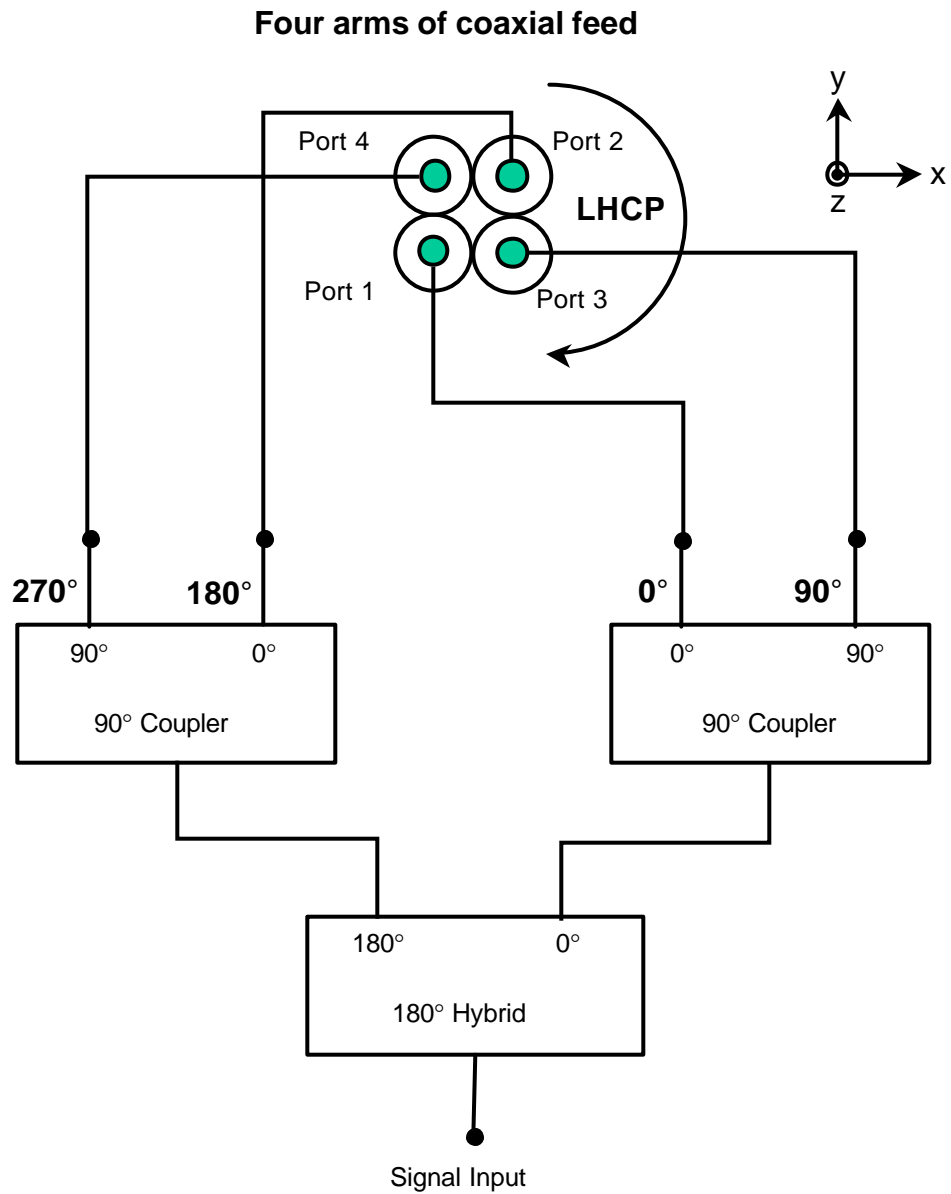 Four arms of coaxial feed
y
Port 4
Port 2
x
LHCP
z
Port 1
Port 3
270°
180°
0°
90°
90°
0°
0°
90°
90° Coupler
90° Coupler
180°
0°
180° Hybrid
Signal Input